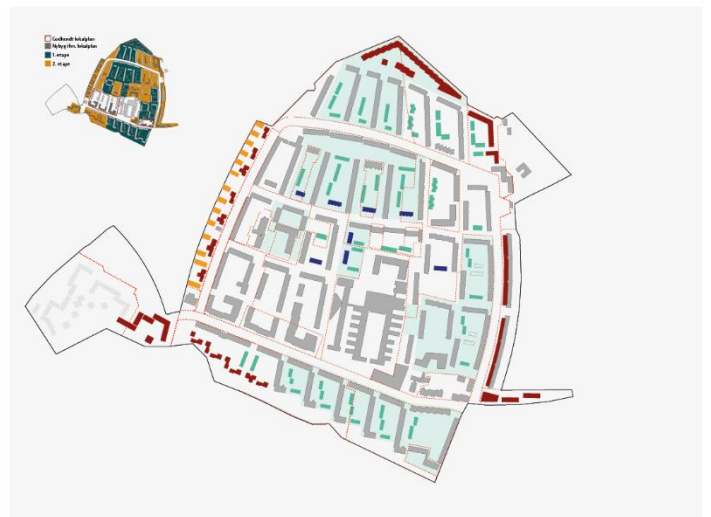 Godkendt lokalplan
Nybyg ifm. lokalplan
1. etape
2. etape